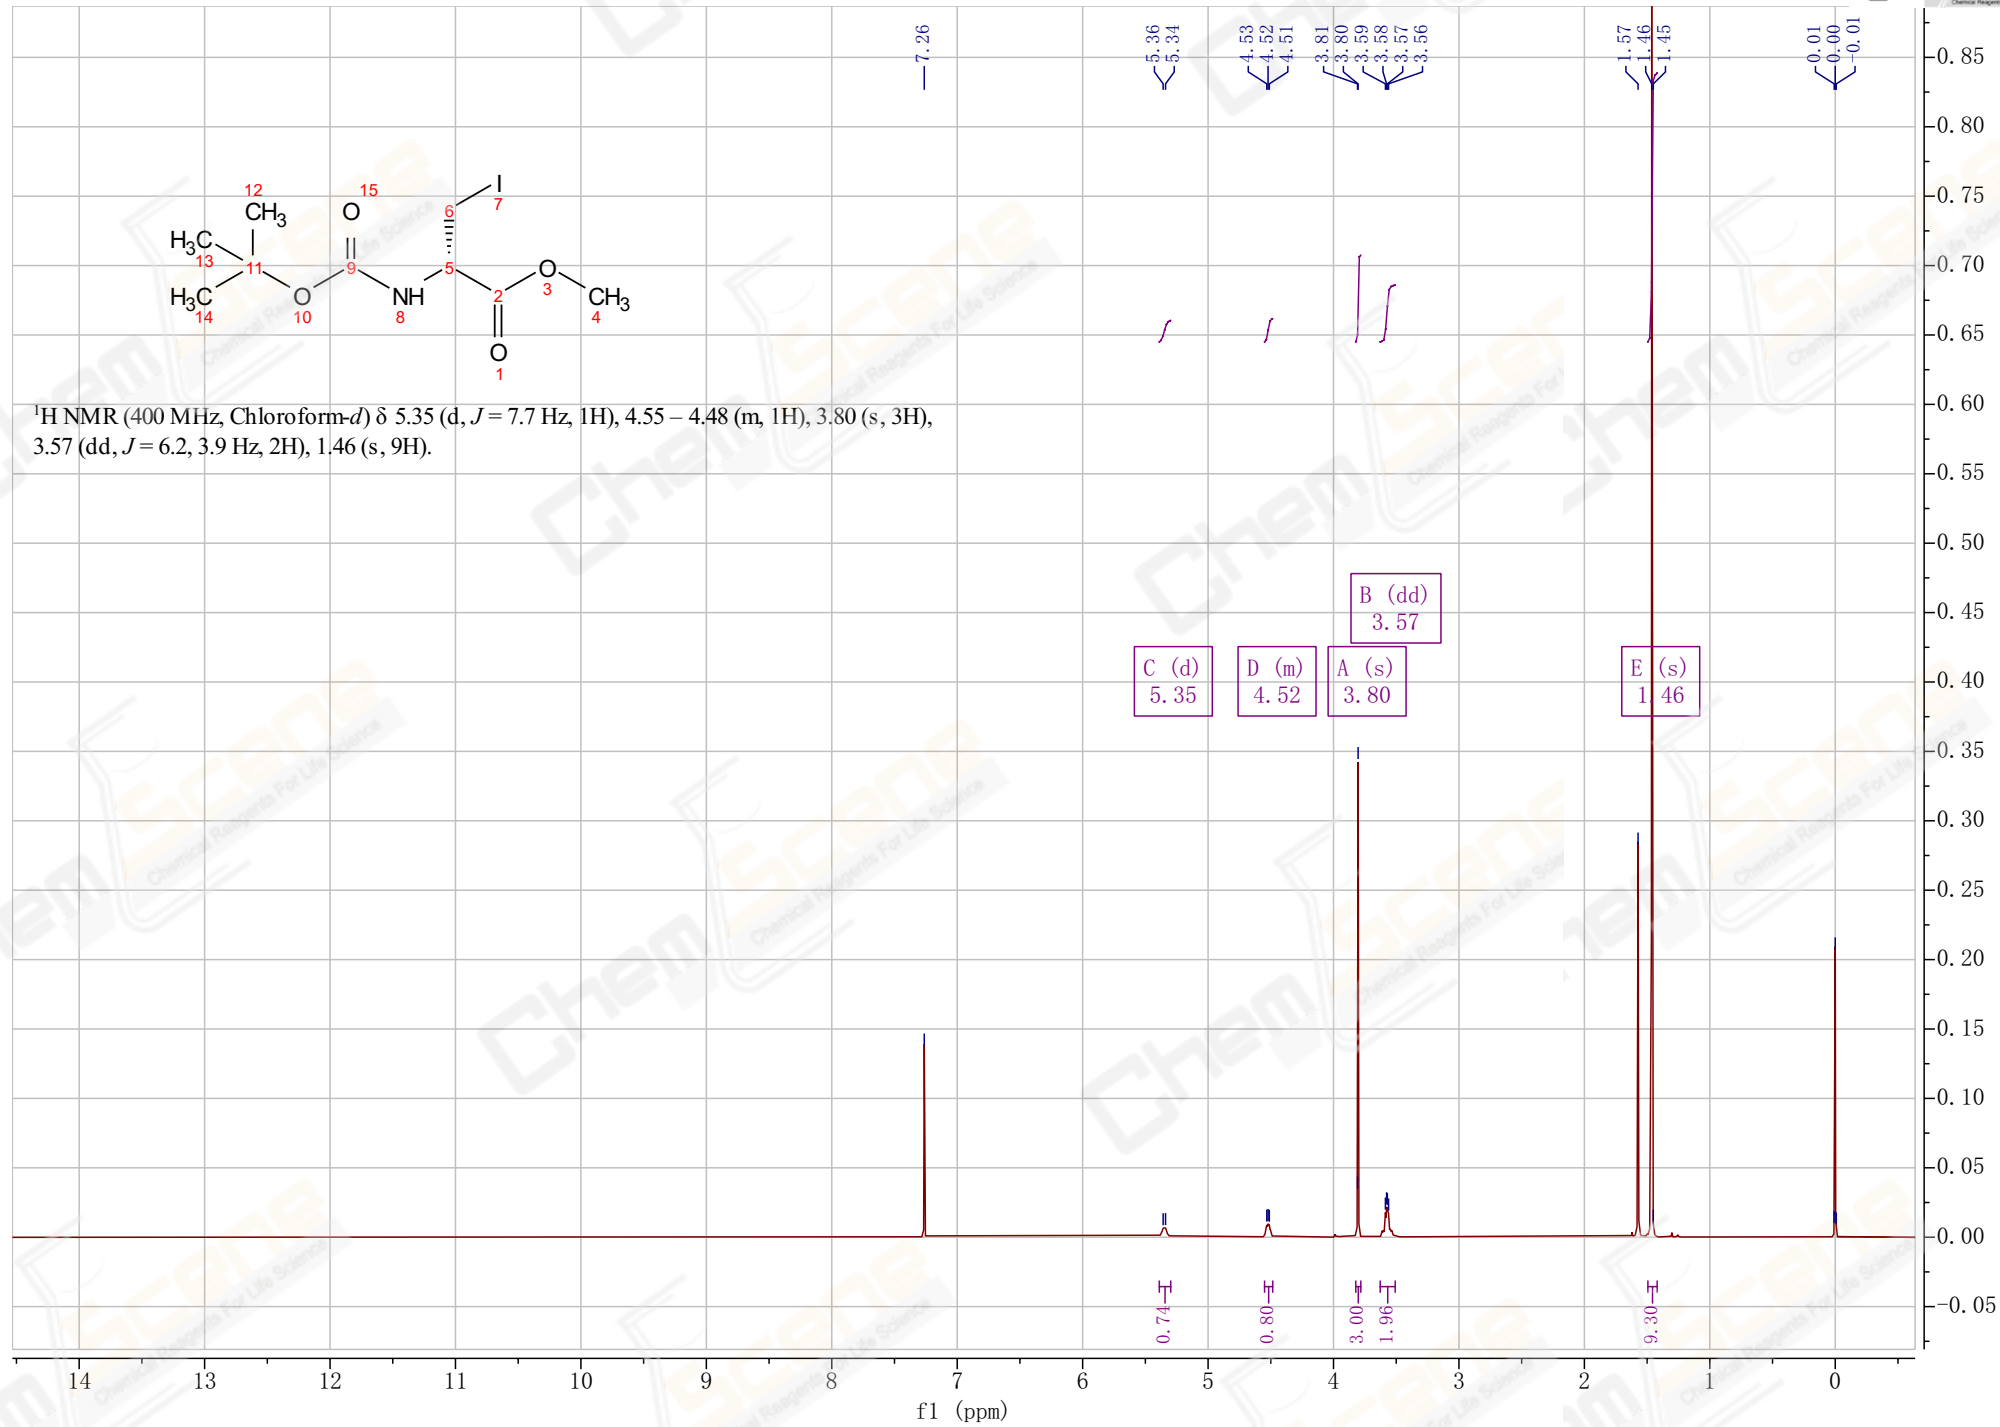 7.26
5.36
5.34
4.53
4.52
4.51
3.81
3.80
3.59
3.58
3.57
3.56
1.57
1.46
1.45
0.01
0.00
-0.01
12
CH3
15
O
I
7
6
H3C
13
11
9
5
O
3
H3C
14
O
10
NH
8
2
CH3
4
O
1
1H NMR (400 MHz, Chloroform-d) δ 5.35 (d, J = 7.7 Hz, 1H), 4.55 – 4.48 (m, 1H), 3.80 (s, 3H),
3.57 (dd, J = 6.2, 3.9 Hz, 2H), 1.46 (s, 9H).
B (dd)
3.57
C (d)
5.35
D (m)
4.52
A (s)
3.80
E (s)
1.46
0.85
0.80
0.75
0.70
0.65
0.60
0.55
0.50
0.45
0.40
0.35
0.30
0.25
0.20
0.15
0.10
0.05
0.00
-0.05
0.74
0.80
3.00
1.96
9.30
14 13 12 11 10 9 8 7 6 5 4 3 2 1 0
f1 (ppm)
ChemScene
Chemical Reagents For Life Science